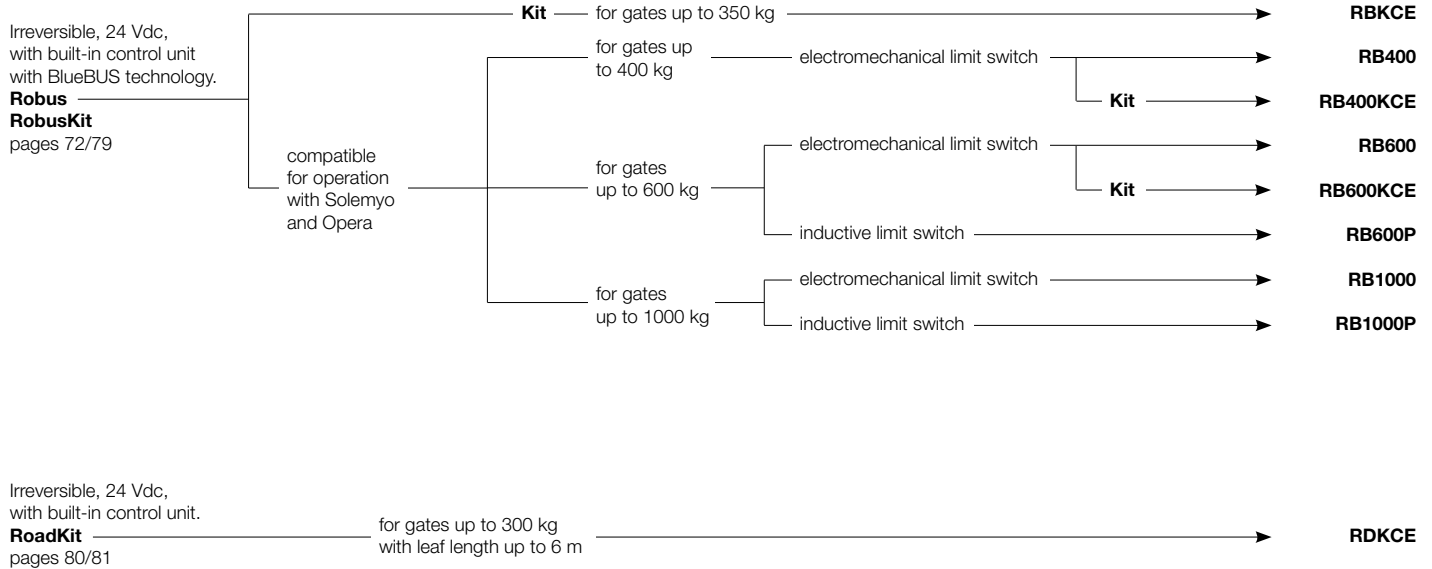 Kit
for gates up to 350 kg
RBKCE
Irreversible, 24 Vdc,
with built-in control unit
with BlueBUS technology.
Robus
RobusKit
pages 72/79
for gates up
to 400 kg
electromechanical limit switch
RB400
Kit
RB400KCE
compatible
for operation
with Solemyo
and Opera
for gates
up to 600 kg
electromechanical limit switch
RB600
Kit
RB600KCE
inductive limit switch
RB600P
for gates
up to 1000 kg
electromechanical limit switch
RB1000
inductive limit switch
RB1000P
Irreversible, 24 Vdc,
with built-in control unit.
RoadKit
pages 80/81
for gates up to 300 kg
with leaf length up to 6 m
RDKCE